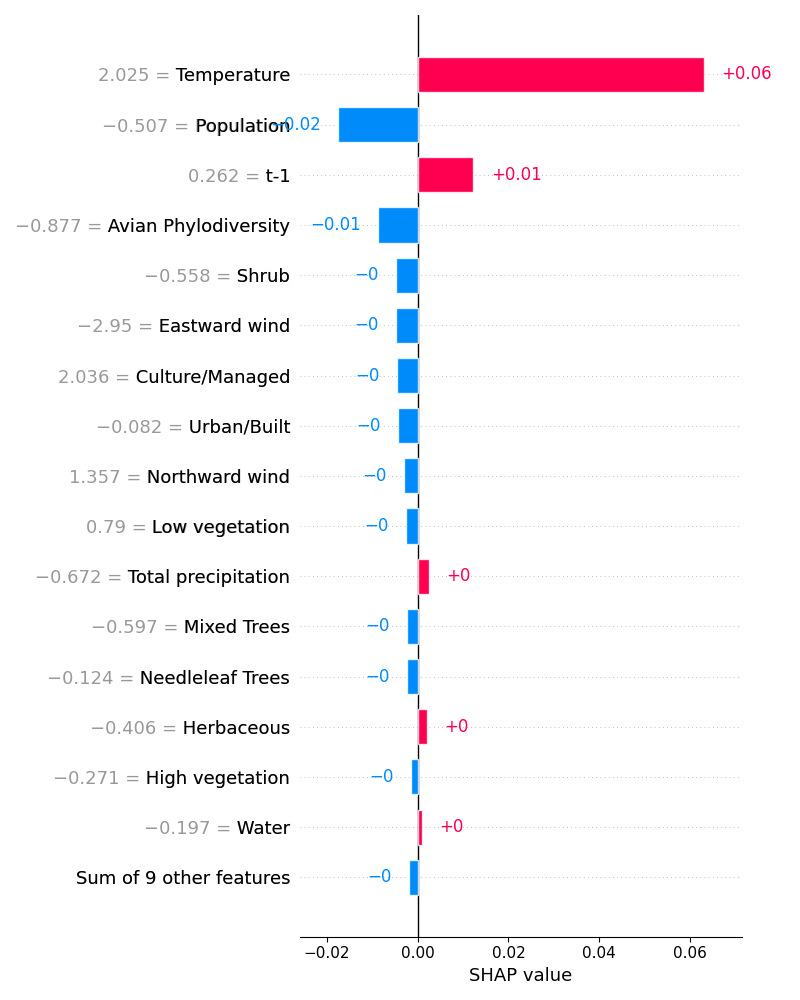 2.025 = Temperature +0.06
−0.507 = Population −0.02
0.262 = t-1 +0.01
−0.877 = Avian Phylodiversity −0.01
−0.558 = Shrub −0
−2.95 = Eastward wind −0
2.036 = Culture/Managed −0
−0.082 = Urban/Built −0
1.357 = Northward wind −0
0.79 = Low vegetation −0
−0.672 = Total precipitation +0
−0.597 = Mixed Trees −0
−0.124 = Needleleaf Trees −0
−0.406 = Herbaceous +0
−0.271 = High vegetation −0
−0.197 = Water +0
Sum of 9 other features −0
−0.02 0.00 0.02 0.04 0.06
SHAP value